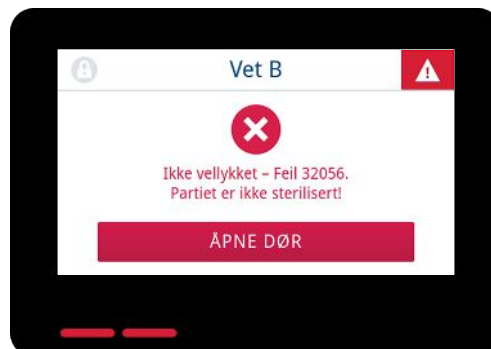 Vet B
Ikke vellykket – Feil 32056.
Partiet er ikke sterilisert!
ÅPNE DØR